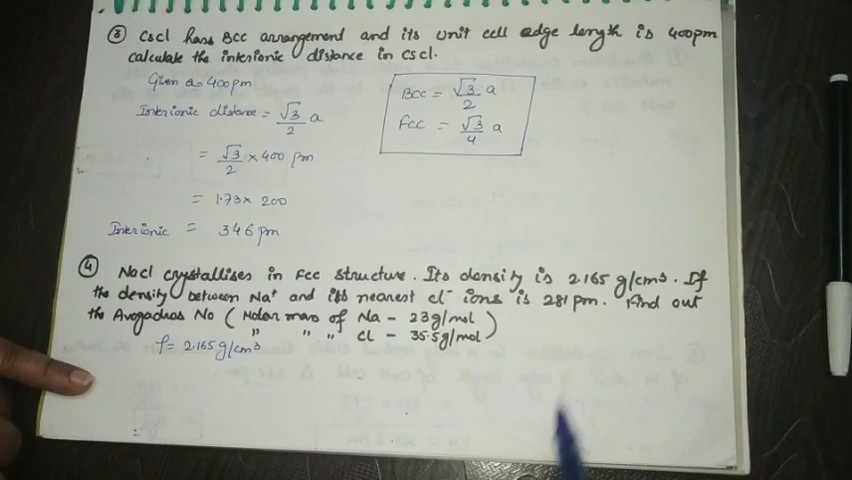 ③ CsCl has BCC arrangement and its unit cell edge length is 400pm
calculate the interionic distance in cscl.
Given a=400pm
Interionic distance = √3/2 a
= √3/2 × 400 pm
= 1.73 × 200
Interionic = 346 pm
BCC = √3/2 a
FCC = √3/4 a
④ Nacl crystallises in FCC structure. Its density is 2.165 g/cm³. If
the density between Na⁺ and its nearest cl⁻ ions is 281 pm. Find out
the Avogadros No ( Molar mass of Na - 23g/mol
" " " Cl - 35.5g/mol )
ρ = 2.165 g/cm³